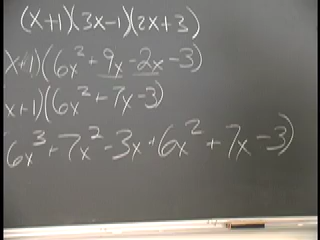 (x+1)(3x-1)(2x+3)
x+1)(6x²+9x-2x-3)
x+1)(6x²+7x-3)
6x³+7x²-3x+6x²+7x-3)